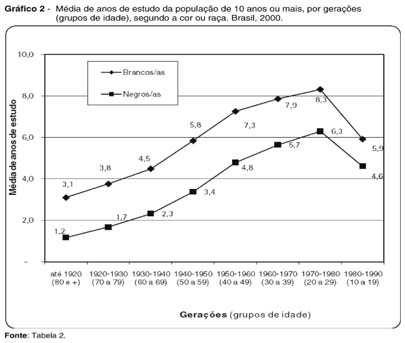 Gráfico 2 - Média de anos de estudo da população de 10 anos ou mais, por gerações
(grupos de idade), segundo a cor ou raça. Brasil, 2000.
Média de anos de estudo
10,0
8,0
6,0
4,0
2,0
-
Brancos/as
Negros/as
3,1
3,8
4,5
5,8
7,3
7,9
8,3
5,9
1,2
1,7
2,3
3,4
4,8
5,7
6,3
4,6
até 1920 1920-1930 1930-1940 1940-1950 1950-1960 1960-1970 1970-1980 1980-1990
(80 e +) (70 a 79) (60 a 69) (50 a 59) (40 a 49) (30 a 39) (20 a 29) (10 a 19)
Gerações (grupos de idade)
Fonte: Tabela 2.